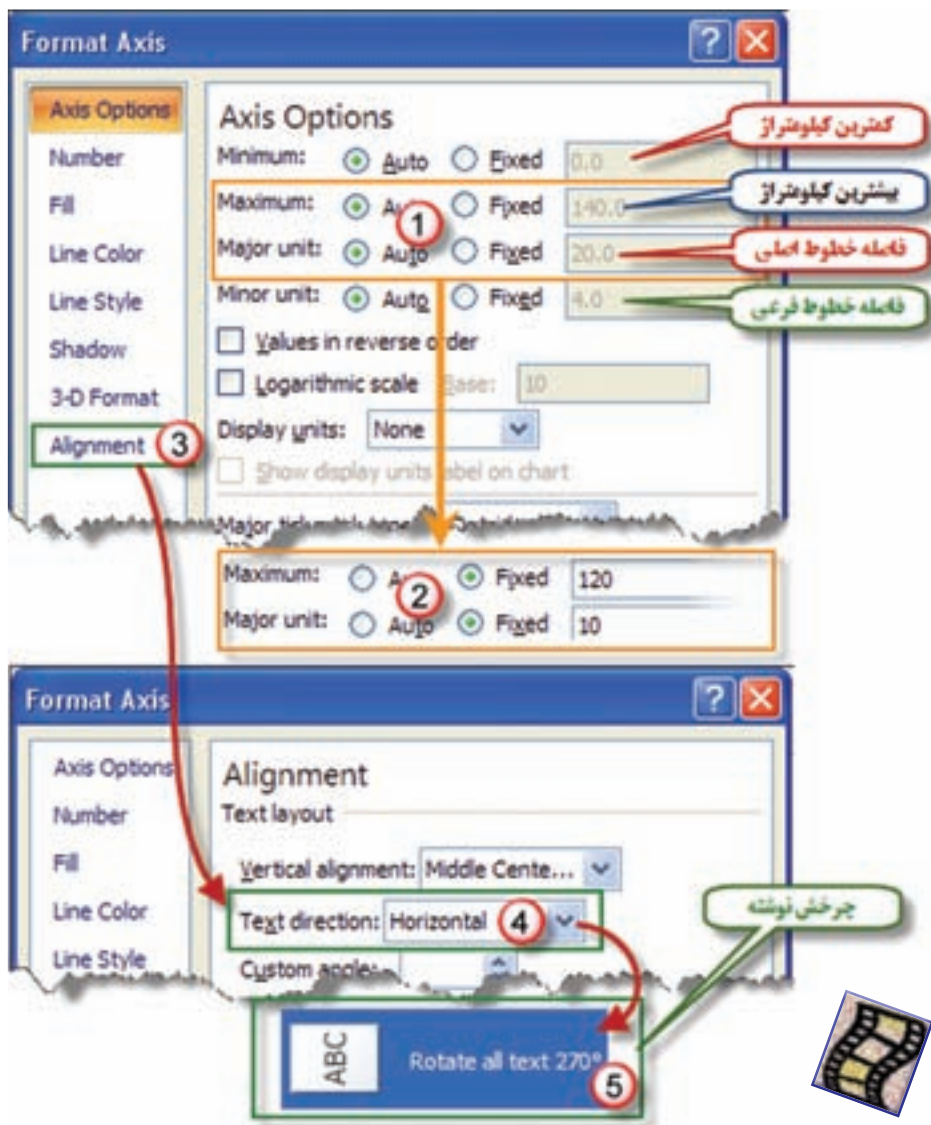 Format Axis
Axis Options
Number
Fill
Line Color
Line Style
Shadow
3-D Format
Alignment 3
Axis Options
Minimum: Auto Fixed 0.0
کمترین کیلومتراژ
Maximum: Fixed 140.0
بیشترین کیلومتراژ
1
Major unit: Auto Fixed 20.0
فاصله خطوط اصلی
Minor unit: Auto Fixed 4.0
فاصله خطوط فرعی
Values in reverse order
Logarithmic scale Base: 10
Display units: None
Show display units label on chart
Maximum: Fixed 120
2
Major unit: Auto Fixed 10
Format Axis
Axis Options
Number
Fill
Line Color
Line Style
Alignment
Text layout
Vertical alignment: Middle Cente...
Text direction: Horizontal 4
چرخش نوشته
Custom angle:
ABC
Rotate all text 270°
5